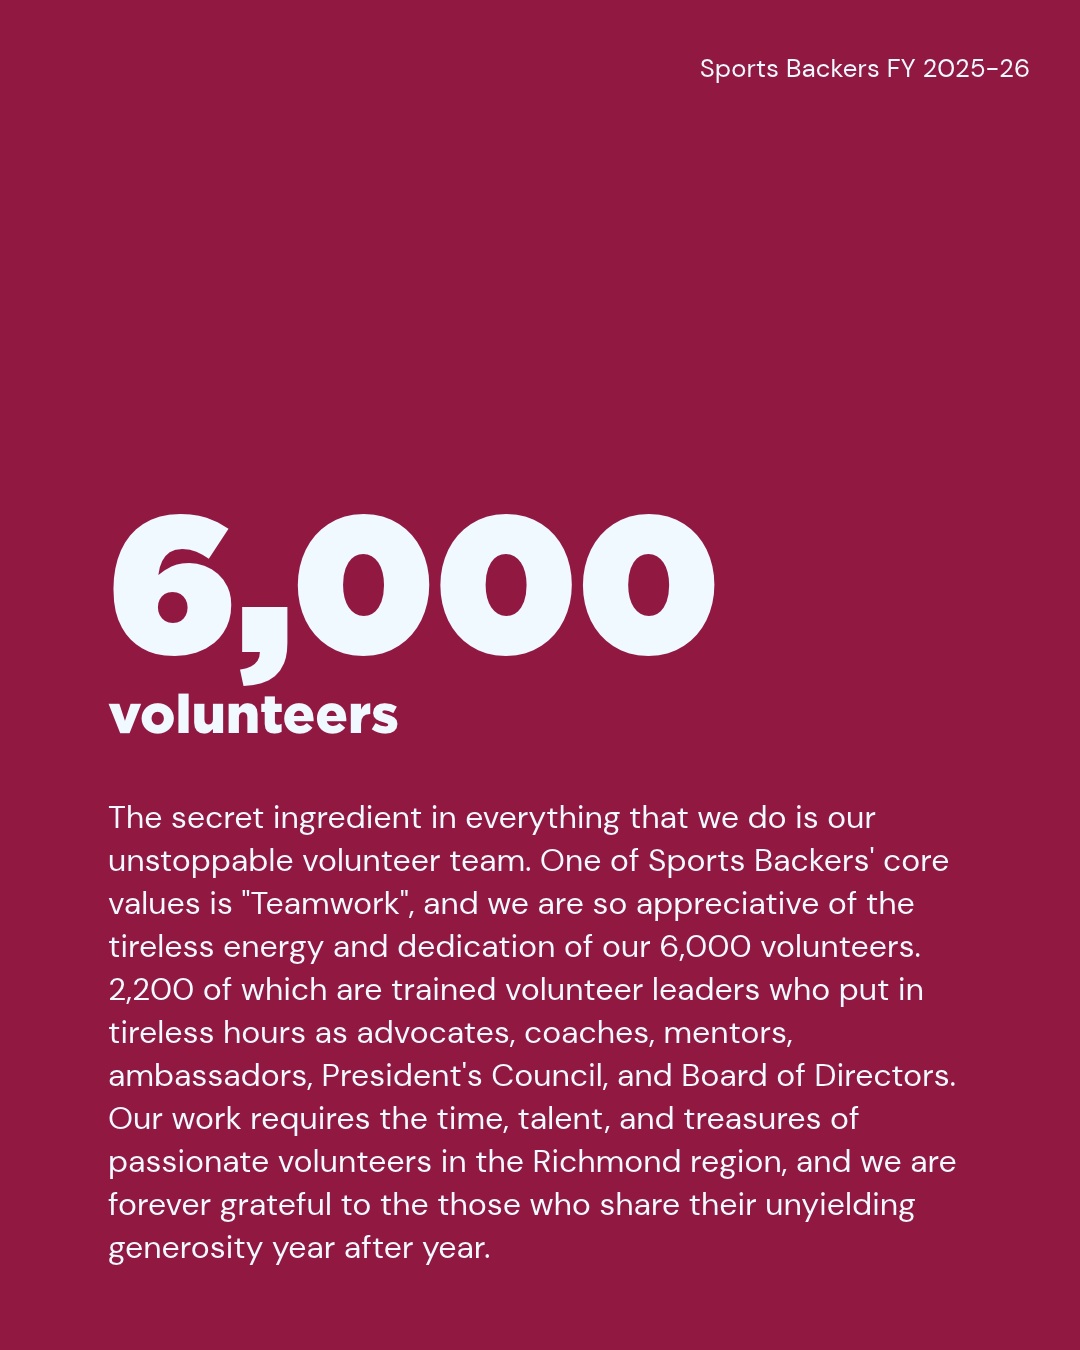 Sports Backers FY 2025-26
6,000
volunteers
The secret ingredient in everything that we do is our
unstoppable volunteer team. One of Sports Backers' core
values is "Teamwork", and we are so appreciative of the
tireless energy and dedication of our 6,000 volunteers.
2,200 of which are trained volunteer leaders who put in
tireless hours as advocates, coaches, mentors,
ambassadors, President's Council, and Board of Directors.
Our work requires the time, talent, and treasures of
passionate volunteers in the Richmond region, and we are
forever grateful to the those who share their unyielding
generosity year after year.